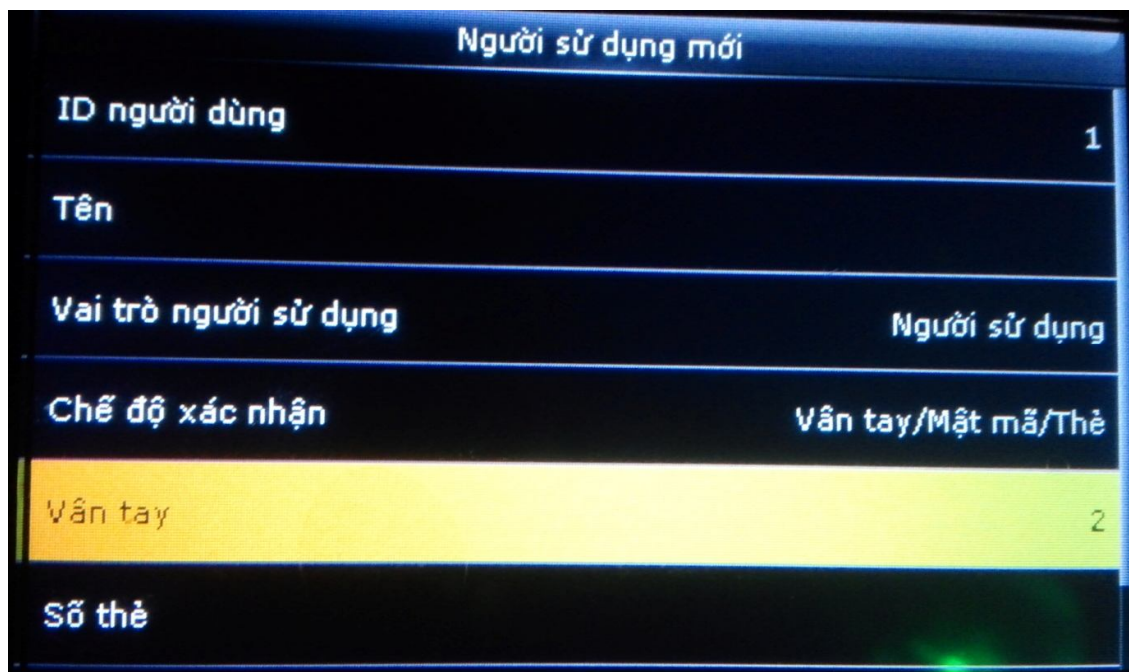 Người sử dụng mới
ID người dùng 1
Tên
Vai trò người sử dụng Người sử dụng
Chế độ xác nhận Vân tay/Mật mã/Thẻ
Vân tay 2
Số thẻ